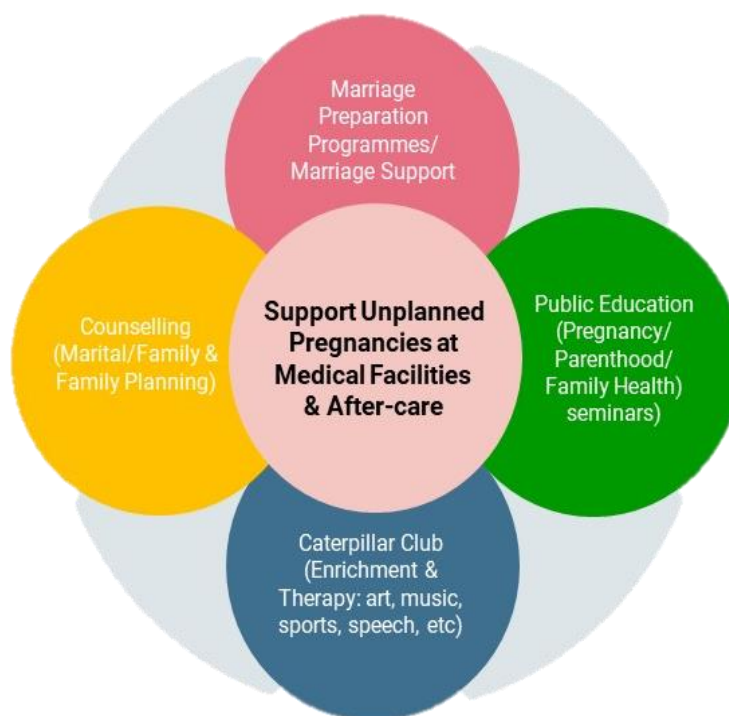 Marriage
Preparation
Programmes/
Marriage Support
Counselling
(Marital/Family &
Family Planning)
Support Unplanned
Pregnancies at
Medical Facilities
& After-care
Public Education
(Pregnancy/
Parenthood/
Family Health)
seminars)
Caterpillar Club
(Enrichment &
Therapy: art, music,
sports, speech, etc)